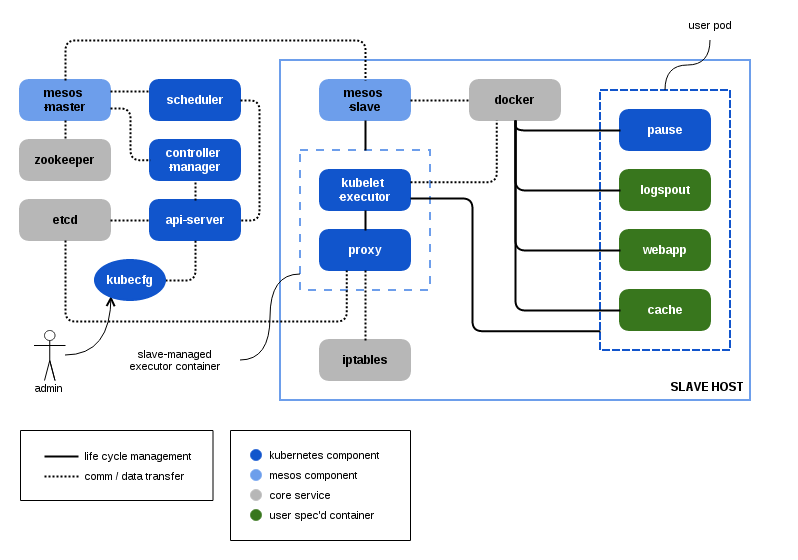 user pod
mesos
-master
scheduler
mesos
-slave
docker
pause
zookeeper
controller
-manager
kubelet
-executor
logspout
etcd
api-server
proxy
webapp
kubecfg
cache
slave-managed
executor container
iptables
admin
SLAVE HOST
life cycle management
comm / data transfer
kubernetes component
mesos component
core service
user spec'd container